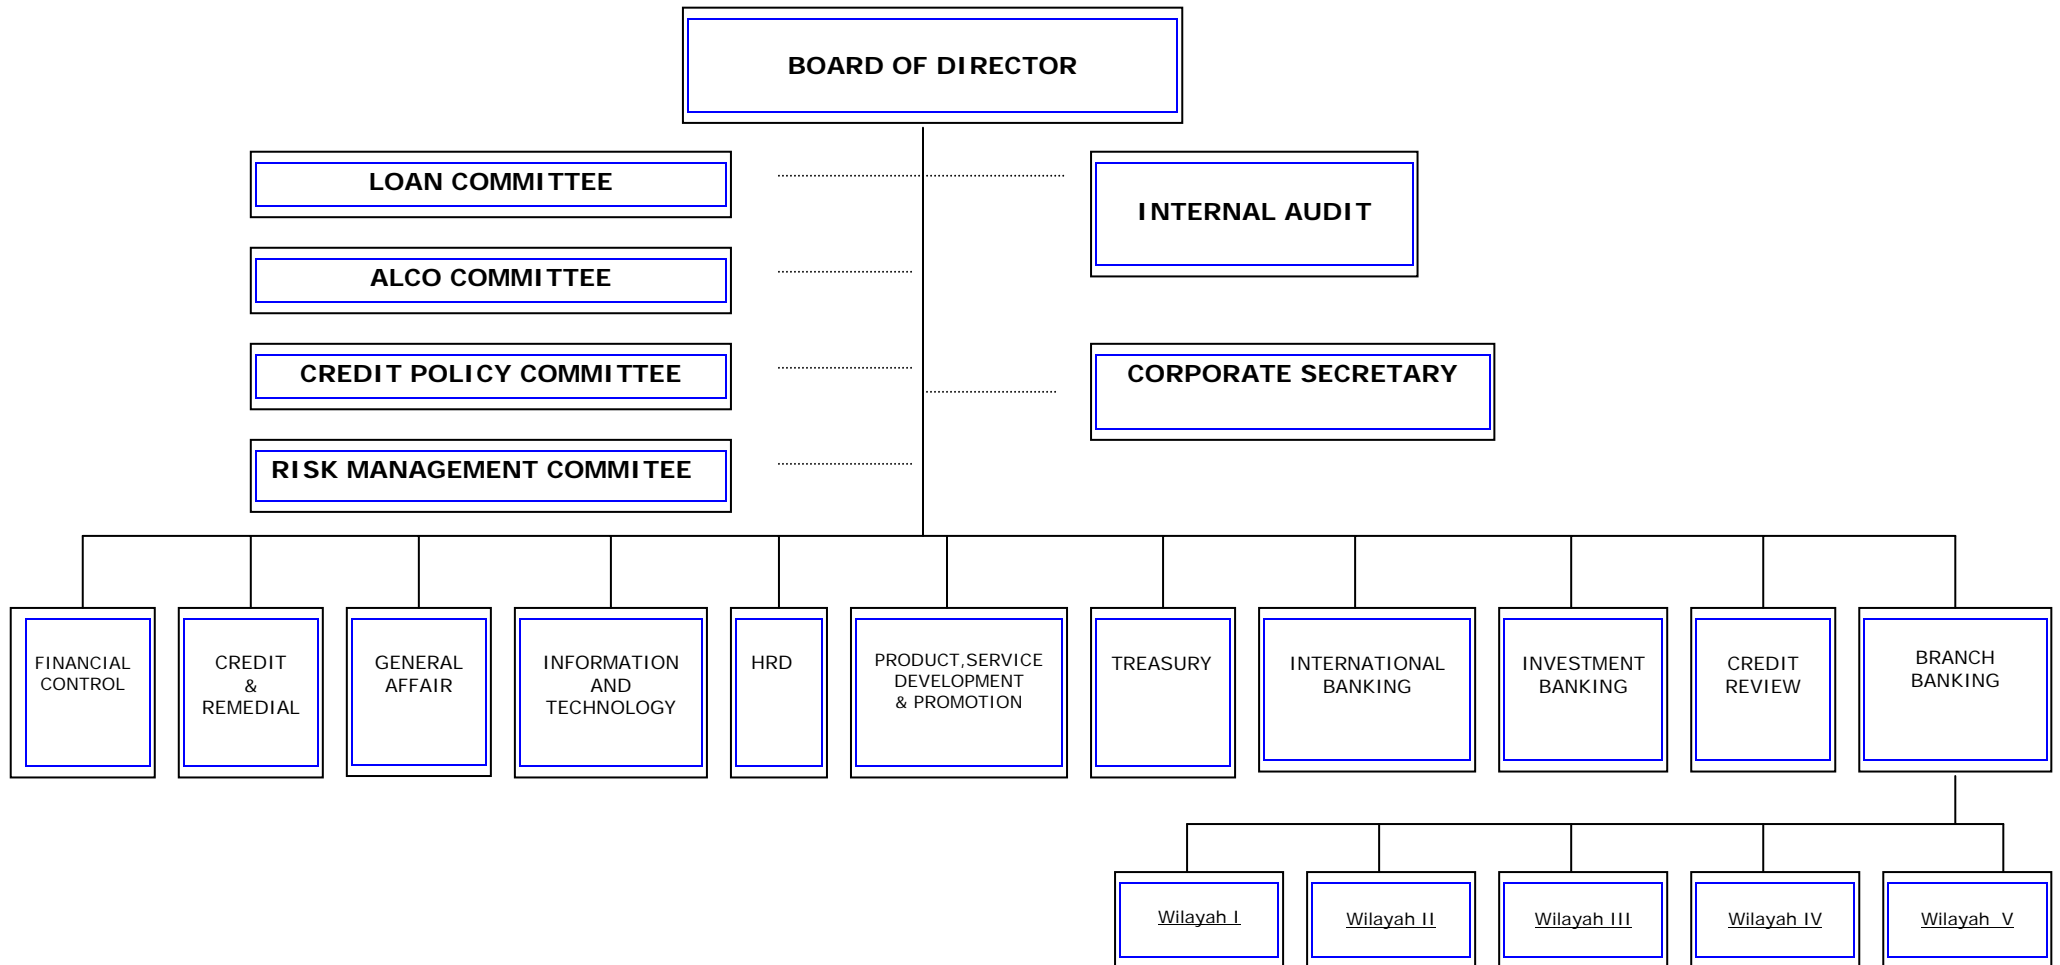 BOARD OF DIRECTOR
LOAN COMMITTEE
INTERNAL AUDIT
ALCO COMMITTEE
CREDIT POLICY COMMITTEE
CORPORATE SECRETARY
RISK MANAGEMENT COMMITEE
FINANCIAL
CONTROL
CREDIT
&
REMEDIAL
GENERAL
AFFAIR
INFORMATION
AND
TECHNOLOGY
HRD
PRODUCT,SERVICE
DEVELOPMENT
& PROMOTION
TREASURY
INTERNATIONAL
BANKING
INVESTMENT
BANKING
CREDIT
REVIEW
BRANCH
BANKING
Wilayah I
Wilayah II
Wilayah III
Wilayah IV
Wilayah  V